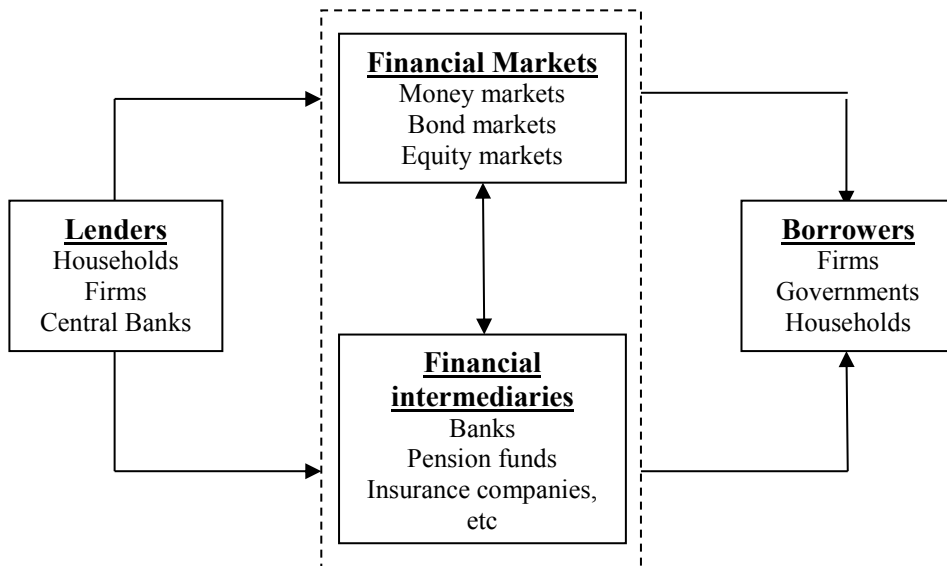 Financial Markets
Money markets
Bond markets
Equity markets
Lenders
Households
Firms
Central Banks
Borrowers
Firms
Governments
Households
Financial
intermediaries
Banks
Pension funds
Insurance companies,
etc